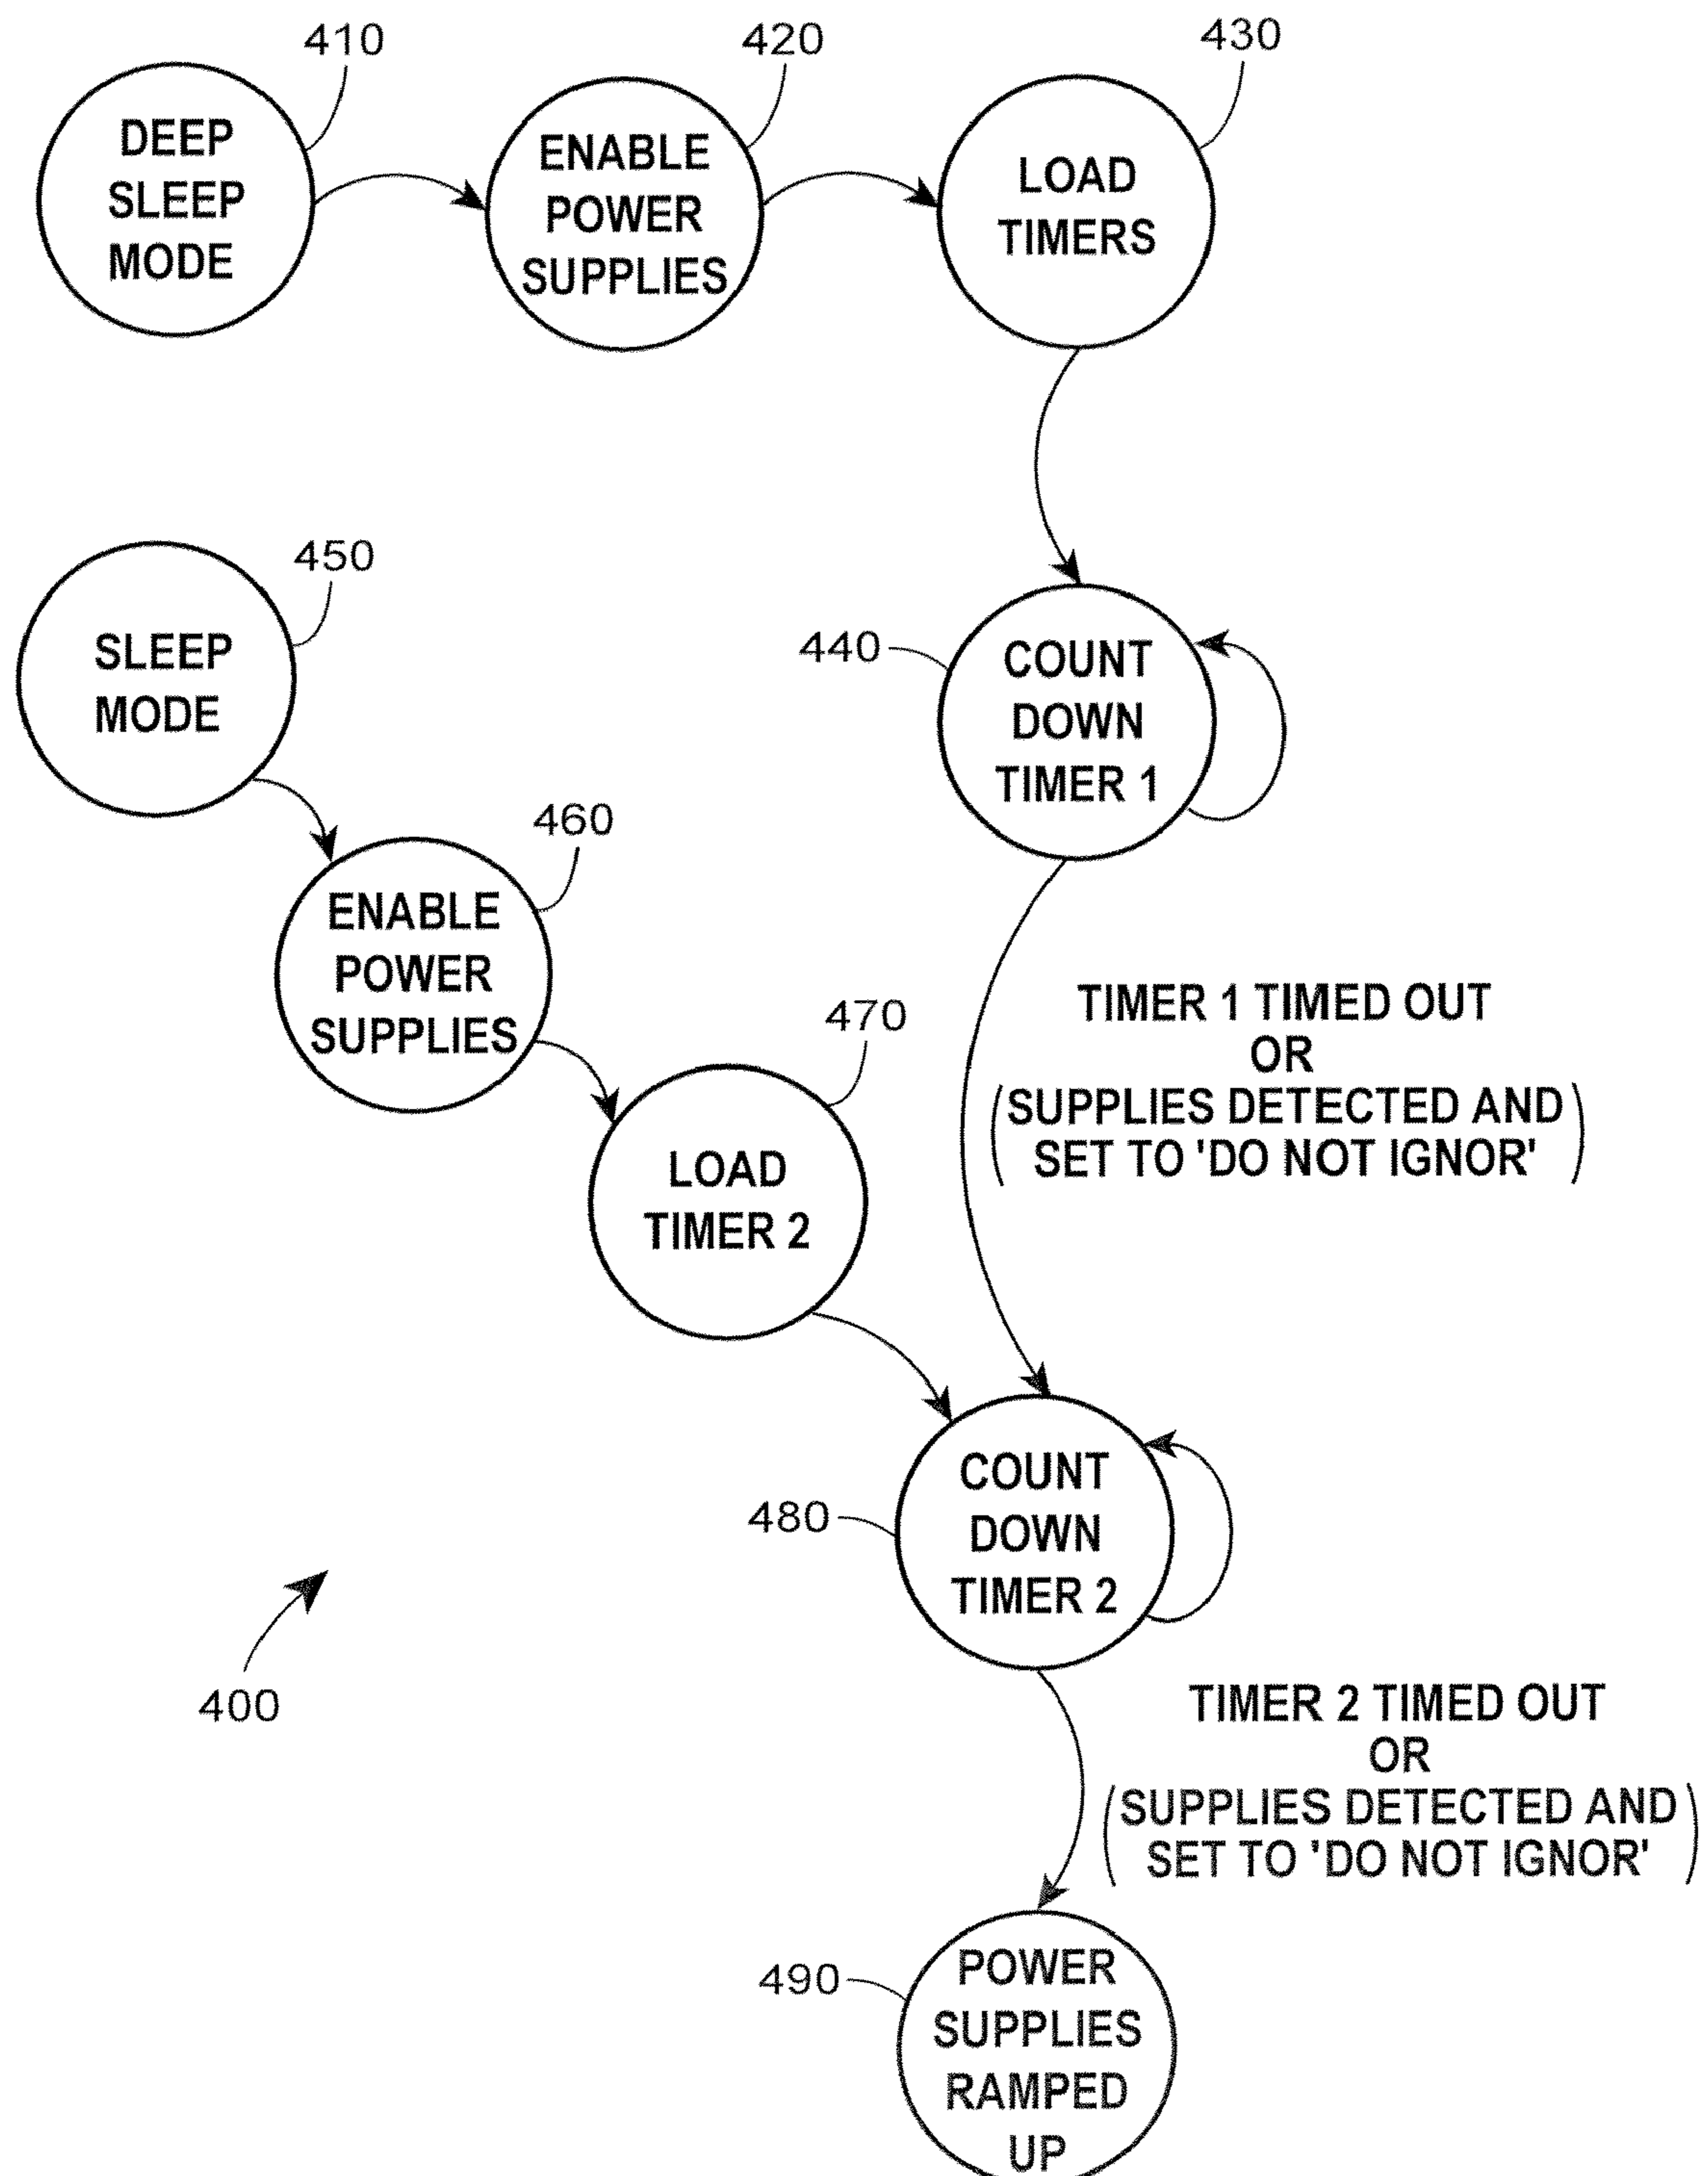 410
420
430
DEEP
SLEEP
MODE
ENABLE
POWER
SUPPLIES
LOAD
TIMERS
450
SLEEP
MODE
440
COUNT
DOWN
TIMER 1
460
ENABLE
POWER
SUPPLIES
470
LOAD
TIMER 2
TIMER 1 TIMED OUT
OR
(SUPPLIES DETECTED AND
SET TO 'DO NOT IGNOR')
480
COUNT
DOWN
TIMER 2
400
TIMER 2 TIMED OUT
OR
(SUPPLIES DETECTED AND
SET TO 'DO NOT IGNOR')
490
POWER
SUPPLIES
RAMPED
UP